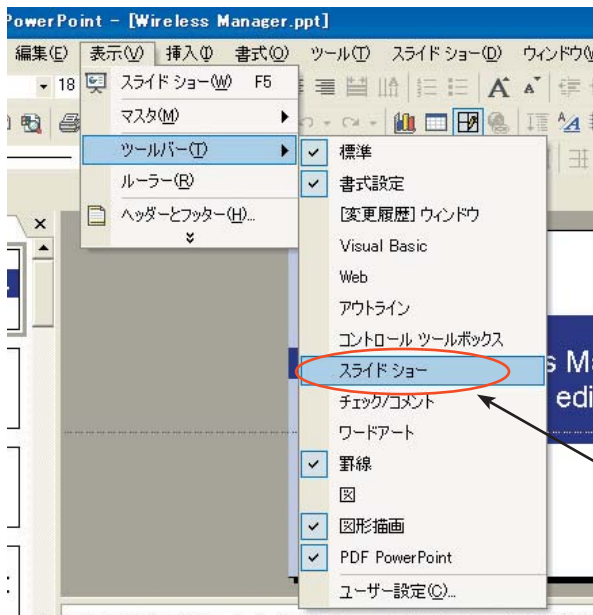 PowerPoint - [Wireless Manager.ppt]
編集(E) 表示(V) 挿入(I) 書式(O) ツール(T) スライド ショー(D) ウィンドウ(W
18
スライド ショー(W) F5
マスタ(M)
ツールバー(T)
ルーラー(R)
ヘッダーとフッター(H)...
標準
書式設定
[変更履歴] ウィンドウ
Visual Basic
Web
アウトライン
コントロール ツールボックス
スライド ショー
チェック/コメント
ワードアート
罫線
図
図形描画
PDF PowerPoint
ユーザー設定(C)...
s Ma
edi